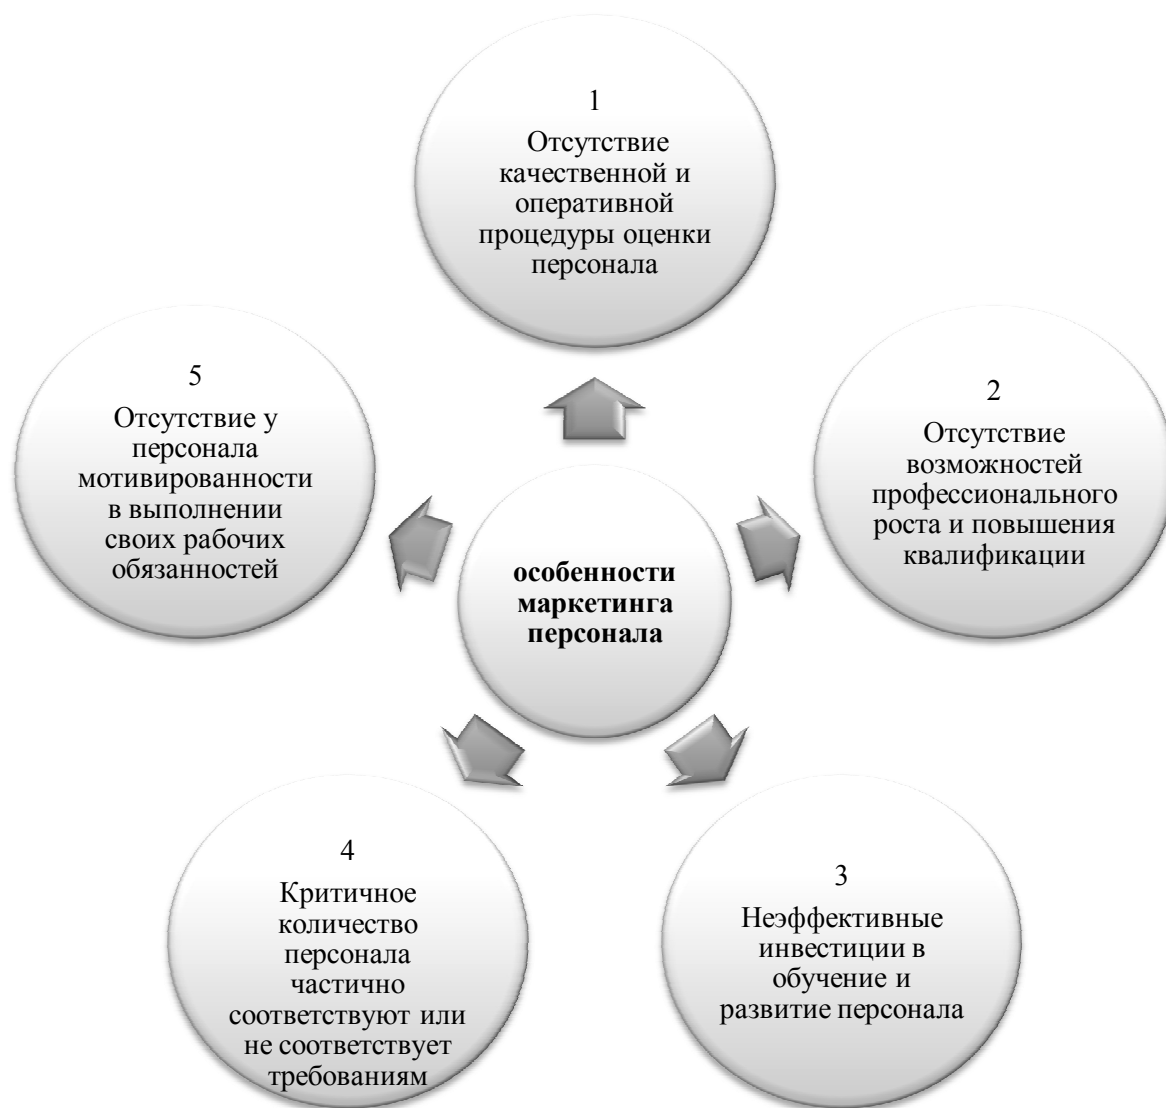 1
Отсутствие
качественной и
оперативной
процедуры оценки
персонала
2
Отсутствие
возможностей
профессионального
роста и повышения
квалификации
3
Неэффективные
инвестиции в
обучение и
развитие персонала
4
Критичное
количество
персонала
частично
соответствуют или
не соответствует
требованиям
5
Отсутствие у
персонала
мотивированности
в выполнении
своих рабочих
обязанностей
особенности
маркетинга
персонала